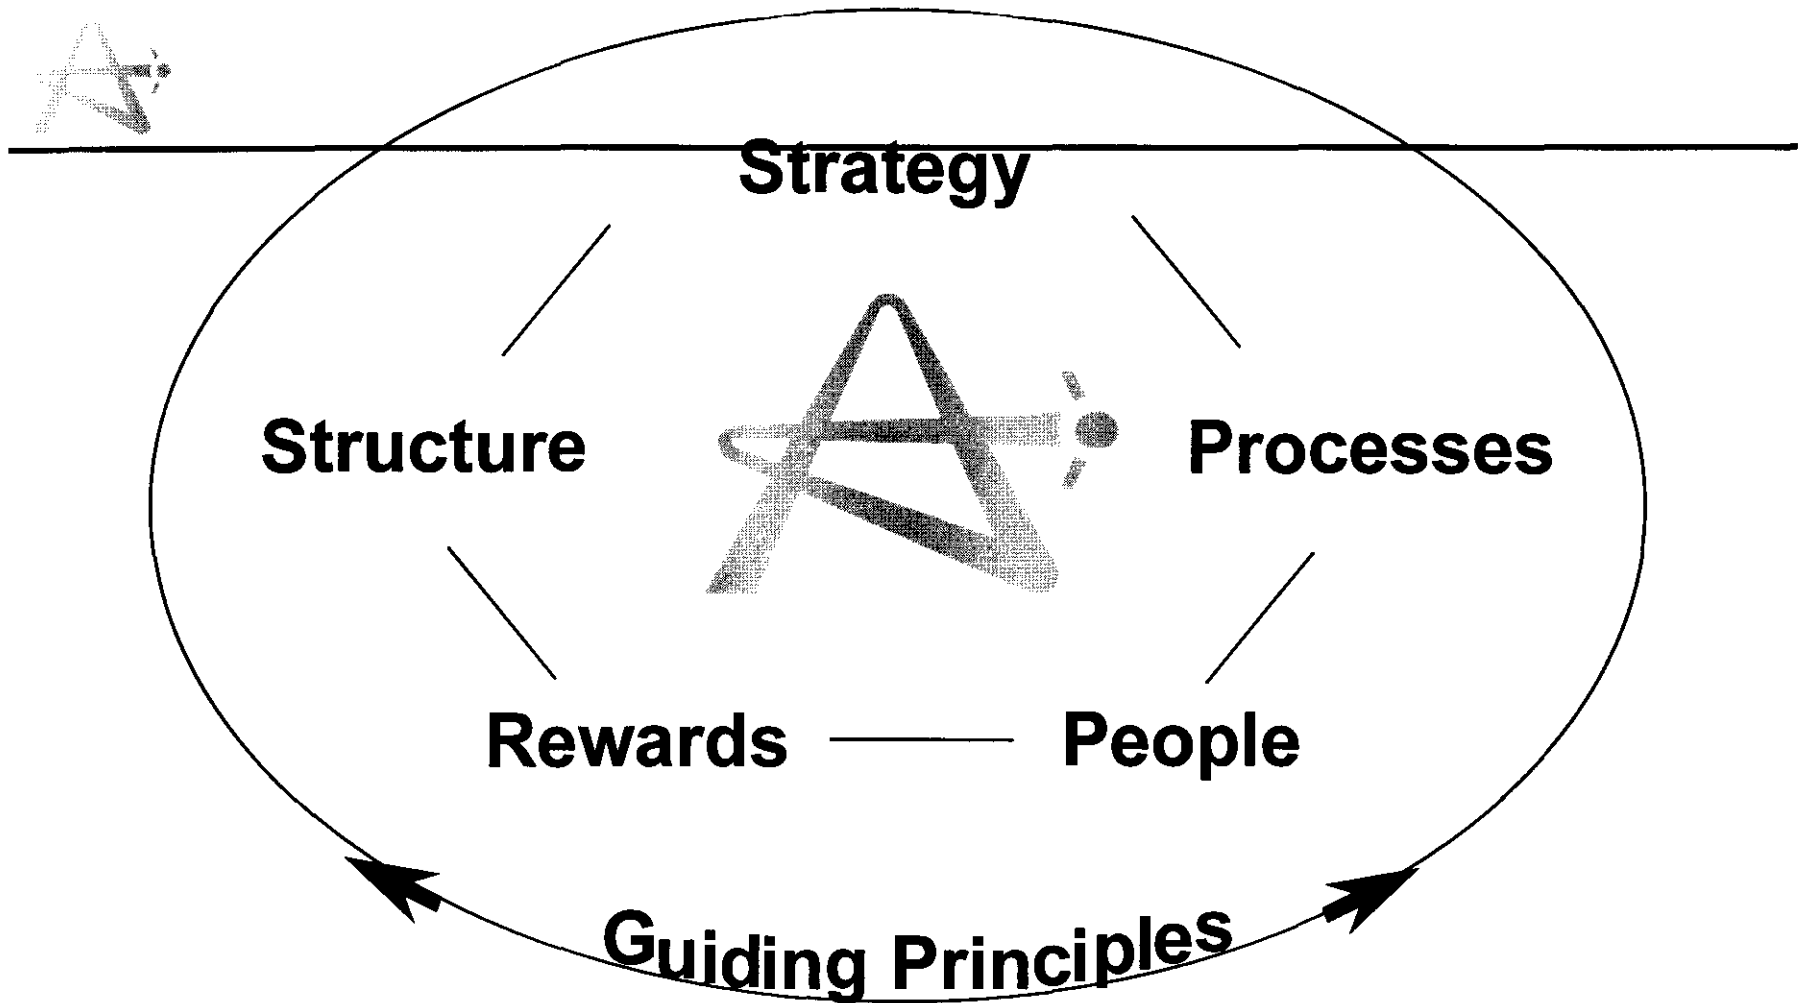 Strategy
Structure
Processes
Rewards
People
Guiding Principles